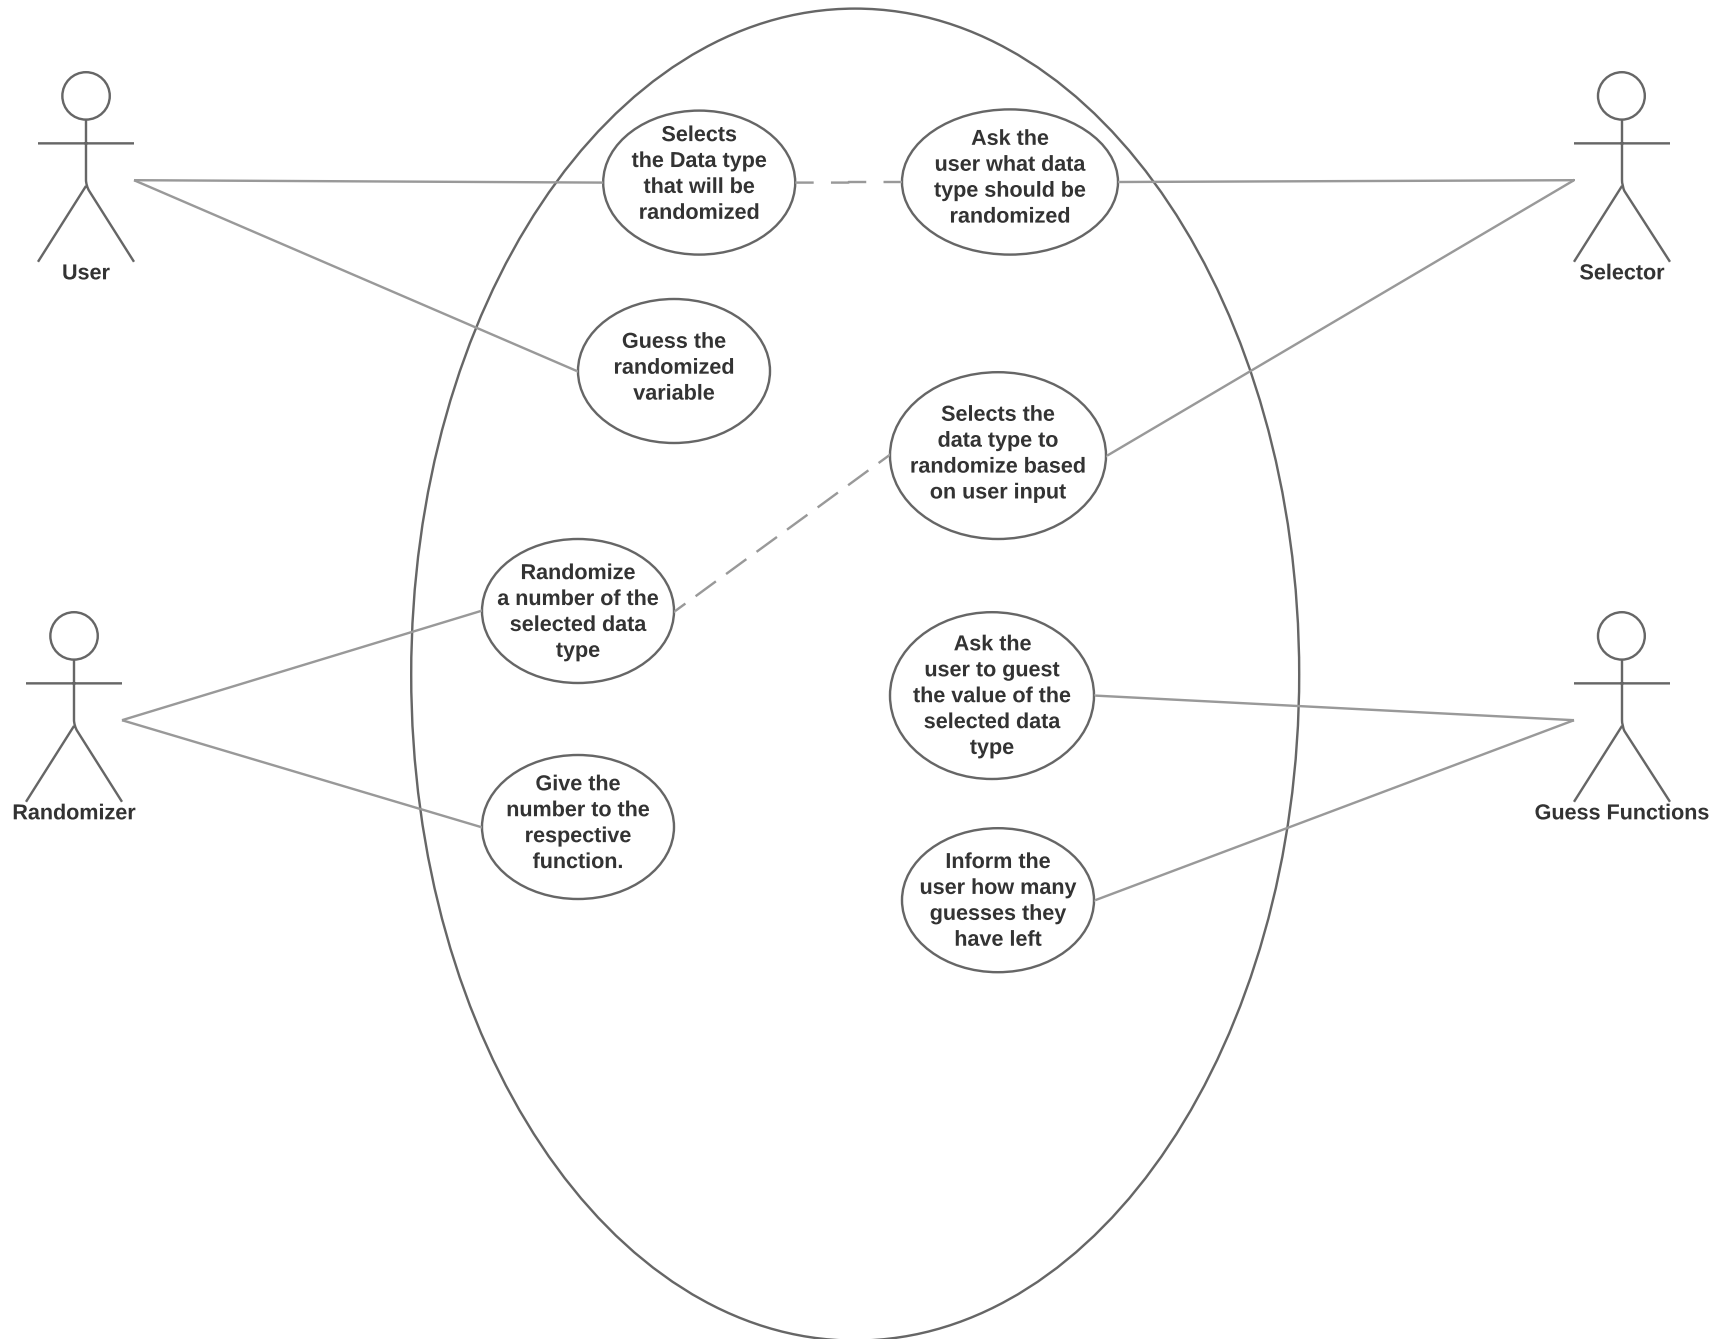 User
Selects
the Data type
that will be
randomized
Ask the
user what data
type should be
randomized
Selector
Guess the
randomized
variable
Selects the
data type to
randomize based
on user input
Randomizer
Randomize
a number of the
selected data
type
Ask the
user to guest
the value of the
selected data
type
Guess Functions
Give the
number to the
respective
function.
Inform the
user how many
guesses they
have left